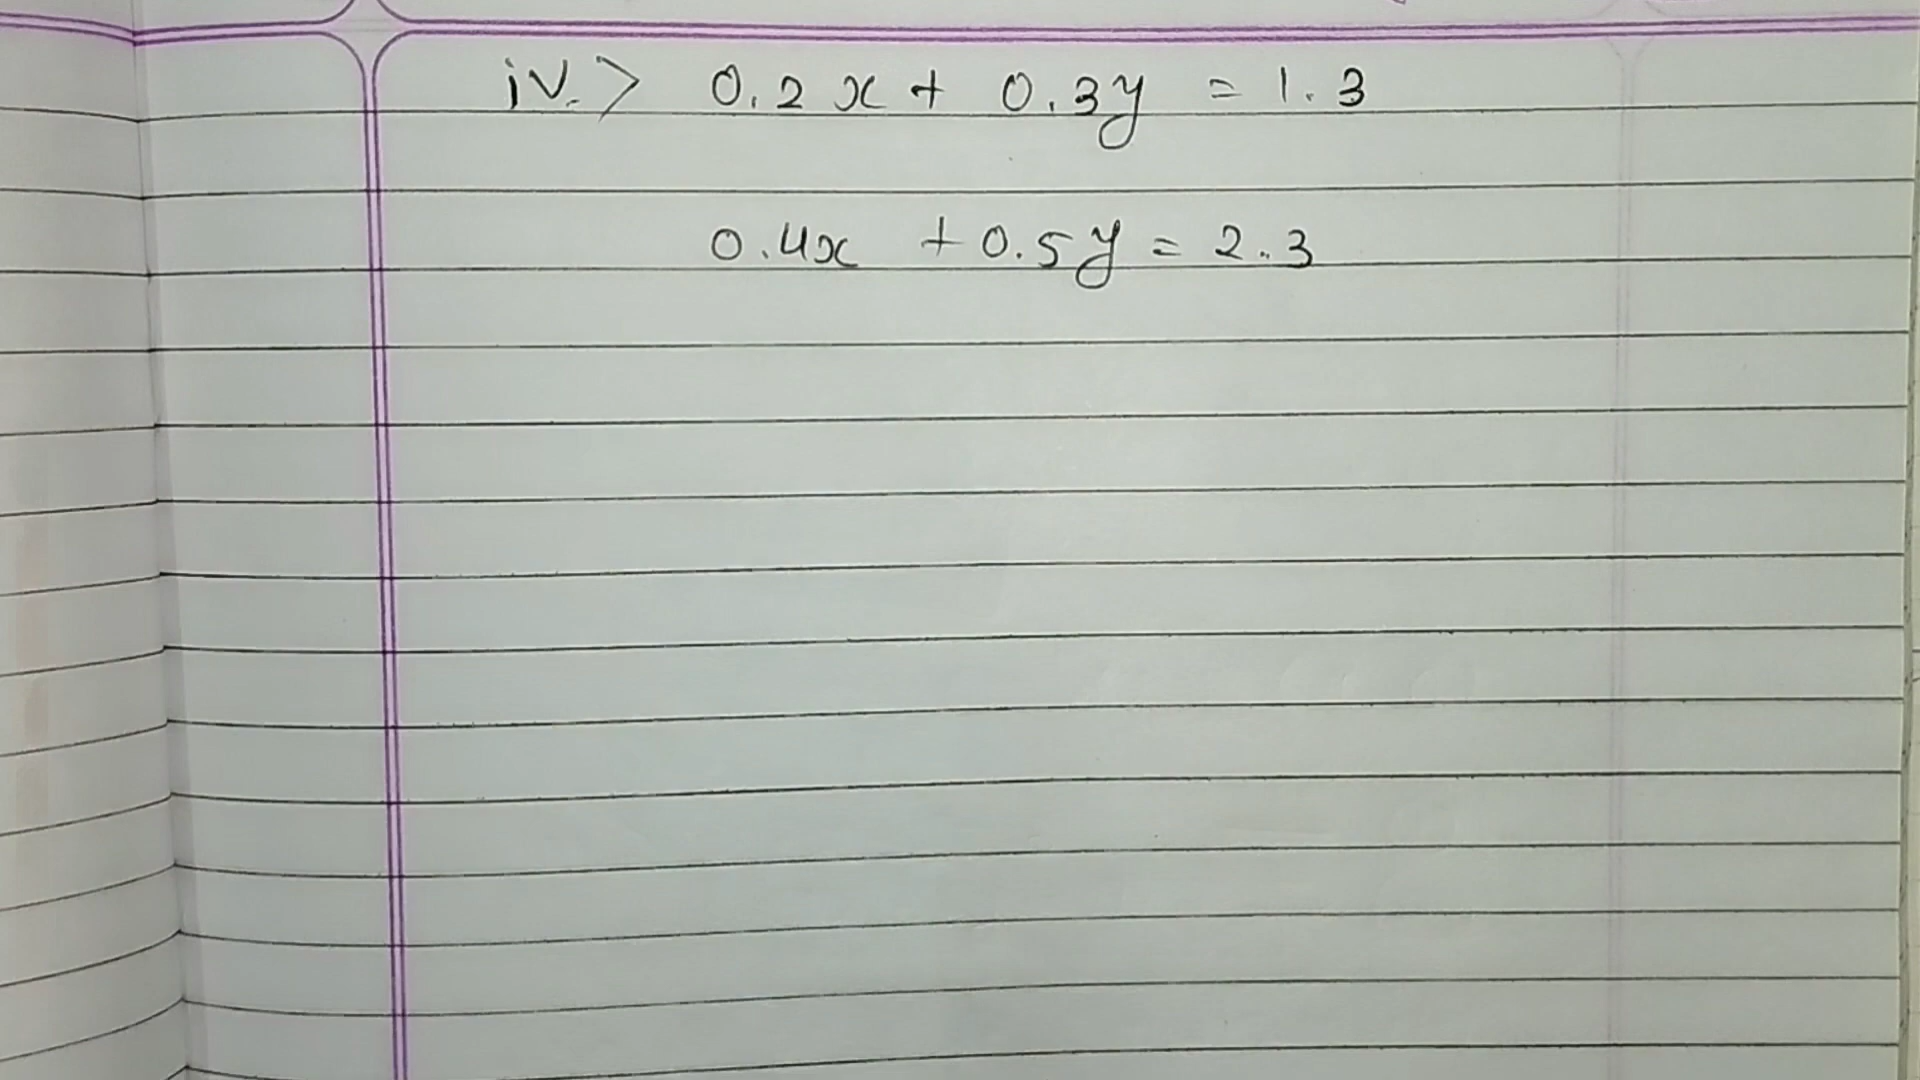 iv.> 0.2x + 0.3y = 1.3
0.4x + 0.5y = 2.3